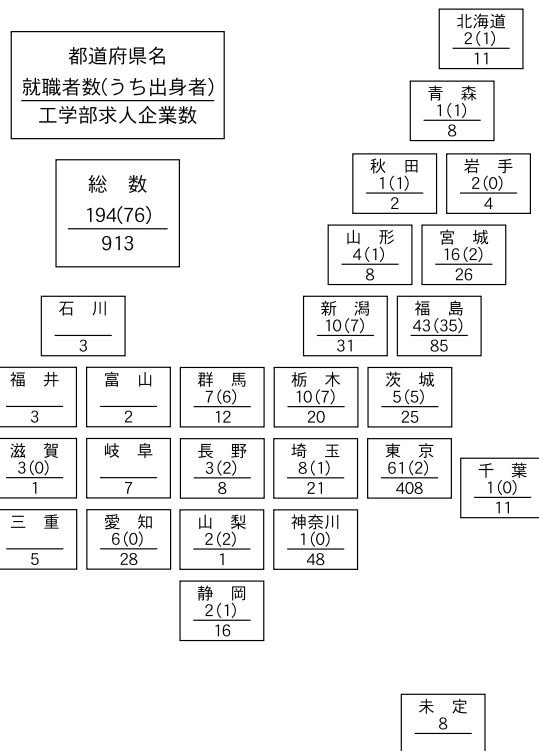 都道府県名
就職者数(うち出身者)
工学部求人企業数
総 数
194(76)
913
北海道
2(1)
11
青 森
1(1)
8
秋 田
1(1)
2
岩 手
2(0)
4
山 形
4(1)
8
宮 城
16(2)
26
石 川
3
新 潟
10(7)
31
福 島
43(35)
85
福 井
3
富 山
2
群 馬
7(6)
12
栃 木
10(7)
20
茨 城
5(5)
25
滋 賀
3(0)
1
岐 阜
7
長 野
3(2)
8
埼 玉
8(1)
21
東 京
61(2)
408
千 葉
1(0)
11
三 重
5
愛 知
6(0)
28
山 梨
2(2)
1
神奈川
1(0)
48
静 岡
2(1)
16
未 定
8